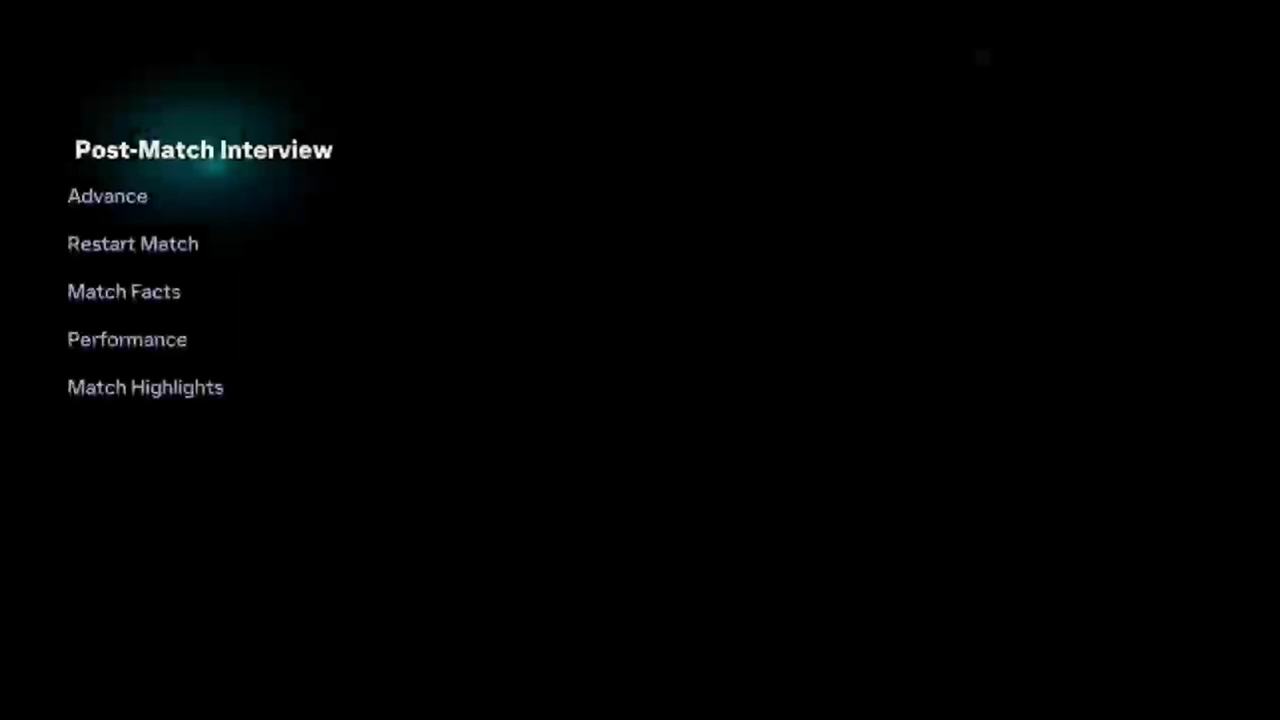 Post-Match Interview
Advance
Restart Match
Match Facts
Performance
Match Highlights